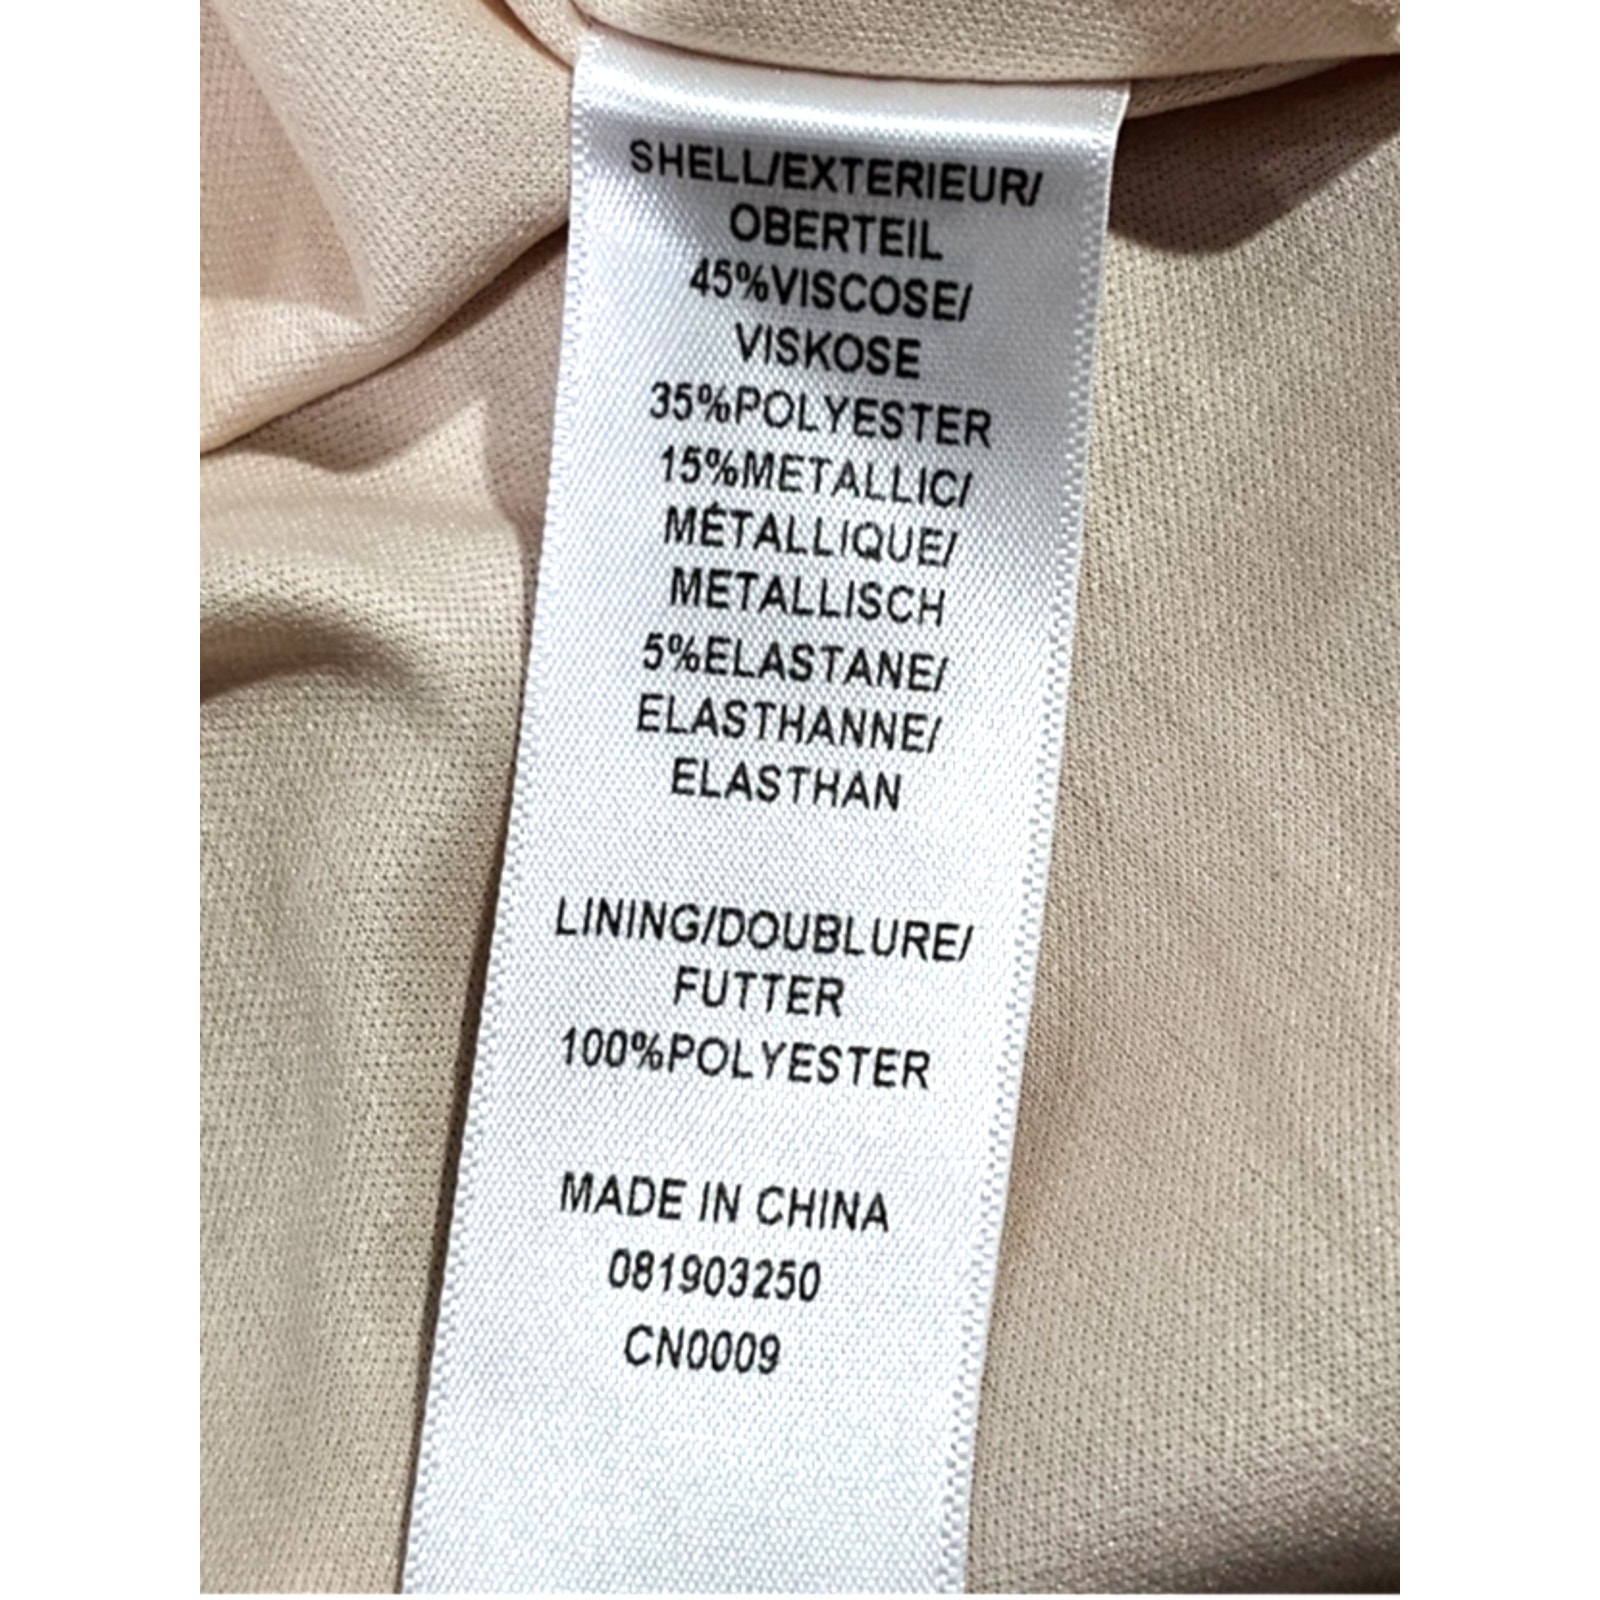 SHELL/EXTERIEUR/
OBERTEIL
45%VISCOSE/
VISKOSE
35%POLYESTER
15%METALLIC/
MÉTALLIQUE/
METALLISCH
5%ELASTANE/
ELASTHANNE/
ELASTHAN
LINING/DOUBLURE/
FUTTER
100%POLYESTER
MADE IN CHINA
081903250
CN0009